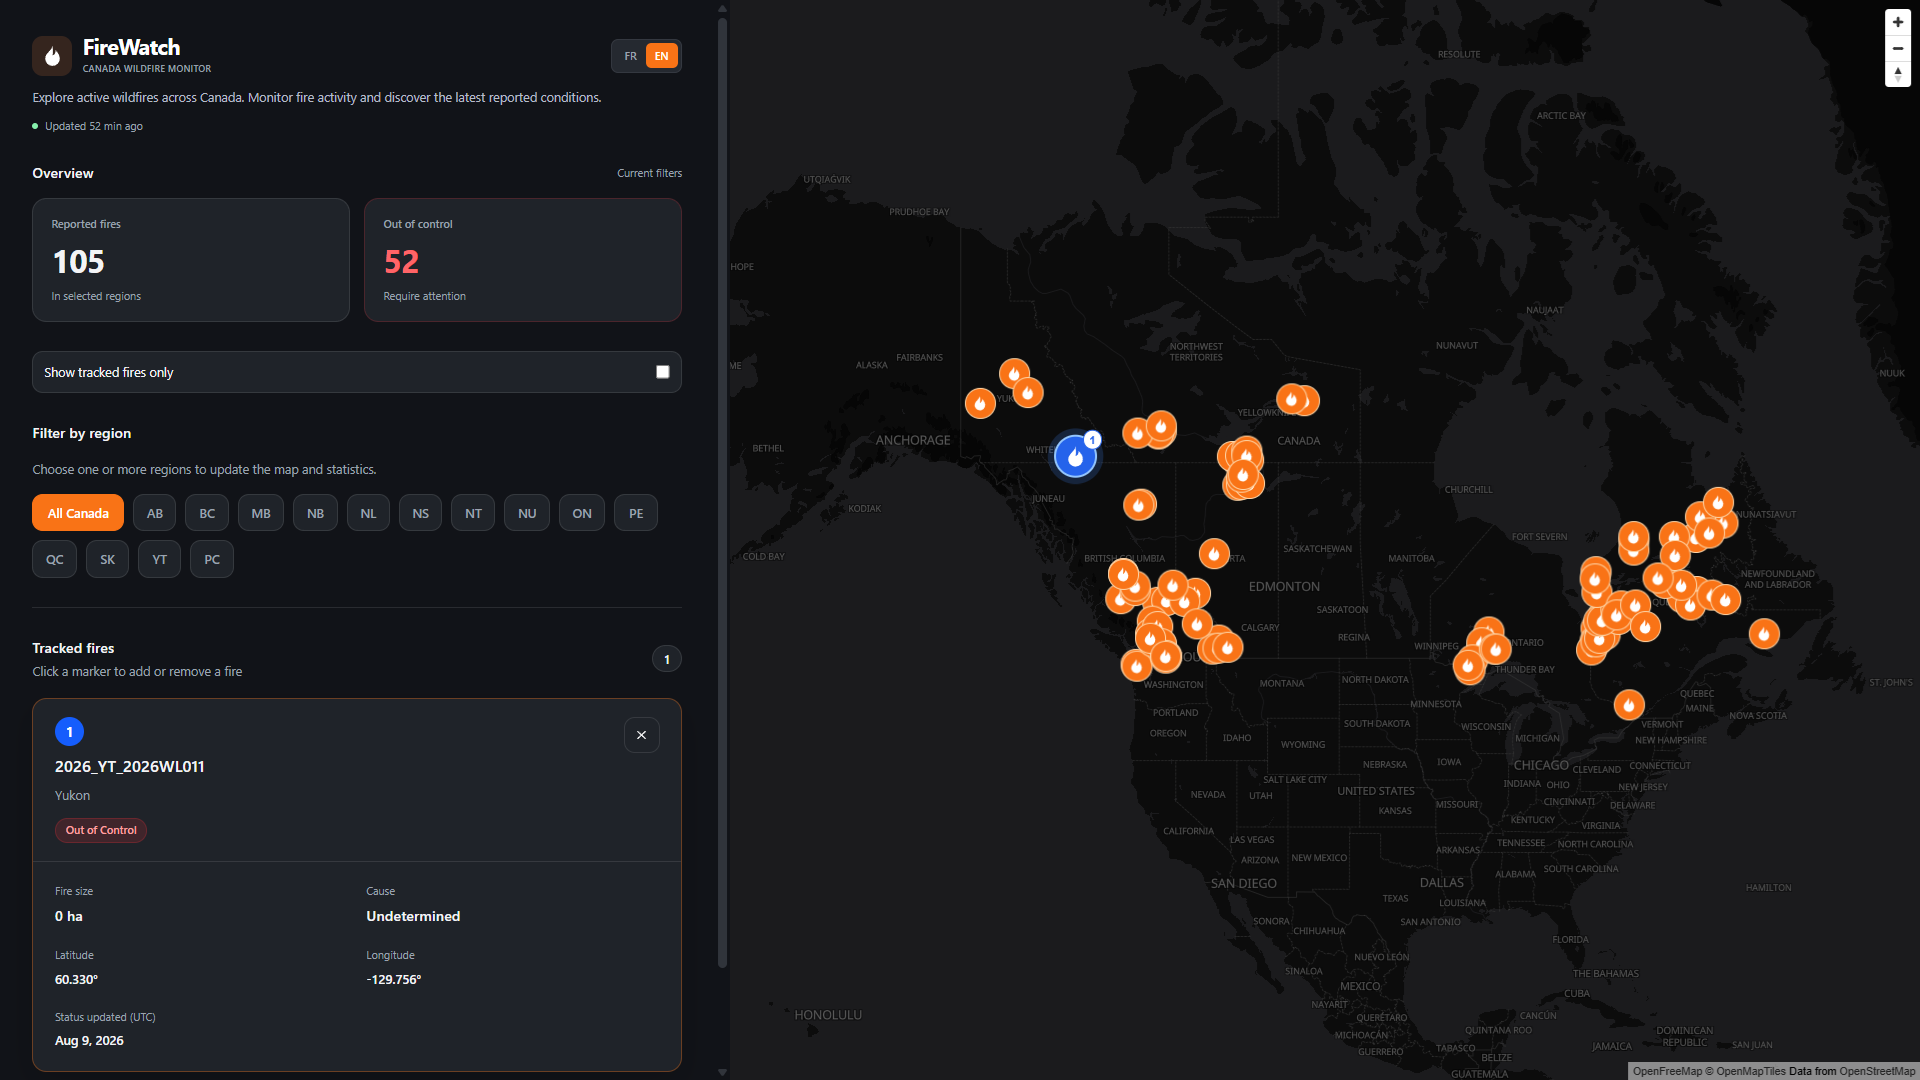 FireWatch
CANADA WILDFIRE MONITOR
FR EN
Explore active wildfires across Canada. Monitor fire activity and discover the latest reported conditions.
Updated 52 min ago
Overview
Current filters
Reported fires
105
In selected regions
Out of control
52
Require attention
Show tracked fires only
Filter by region
Choose one or more regions to update the map and statistics.
All Canada AB BC MB NB NL NS NT NU ON PE
QC SK YT PC
Tracked fires
Click a marker to add or remove a fire
1
1
2026_YT_2026WL011
Yukon
Out of Control
Fire size
0 ha
Cause
Undetermined
Latitude
60.330°
Longitude
-129.756°
Status updated (UTC)
Aug 9, 2026
RESOLUTE
ARCTIC BAY
UTQIAGVIK
PRUDHOE BAY
HOPE
NAUJAAT
NORTHWEST
TERRITORIES
NUNAVUT
FAIRBANKS
ALASKA
ME
NUUK
YUK
YELLOWKN
ANCHORAGE
CANADA
BETHEL
WHITE
1
JUNEAU
CHURCHILL
KODIAK
NUNATSIAVUT
FORT SEVERN
COLD BAY
BRITISH COLUMBIA
RTA
SASKATCHEWAN
MANITOBA
EDMONTON
NEWFOUNDLAND
AND LABRADOR
SASKATOON
QU
CALGARY
REGINA
WINNIPEG
ONTARIO
OU
THUNDER BAY
WASHINGTON
MONTANA
NORTH DAKOTA
ST. JOHN'S
QUEBEC
MINNESOTA
MAINE
PORTLAND
NOVA SCOTIA
SOUTH DAKOTA
WISCONSIN
VERMONT
OREGON
IDAHO
MICHIGAN
NEW HAMPSHIRE
WYOMING
NEBRASKA
IOWA
CHICAGO
CLEVELAND
CONNECTICUT
SALT LAKE CITY
INDIANA
OHIO
NEW JERSEY
NEVADA
UTAH
UNITED STATES
KANSAS
MISSOURI
CINCINNATI
DELAWARE
KENTUCKY
VIRGINIA
CALIFORNIA
LAS VEGAS
TENNESSEE
NORTH CAROLINA
ARIZONA
NEW MEXICO
ARKANSAS
SOUTH CAROLINA
ALABAMA
SAN DIEGO
DALLAS
HAMILTON
TEXAS
LOUISIANA
SONORA
SAN ANTONIO
CHIHUAHUA
FLORIDA
NUEVO LEÓN
SINALOA
THE BAHAMAS
MEXICO
CUBA
NAYARIT
HONOLULU
QUERÉTARO
CANCÚN
MICHOACÁN
QUINTANA ROO
DOMINICAN
REPUBLIC
GUERRERO
TABASCO
JAMAICA
SAN JUAN
BELIZE
GUATEMALA
OpenFreeMap © OpenMapTiles Data from OpenStreetMap